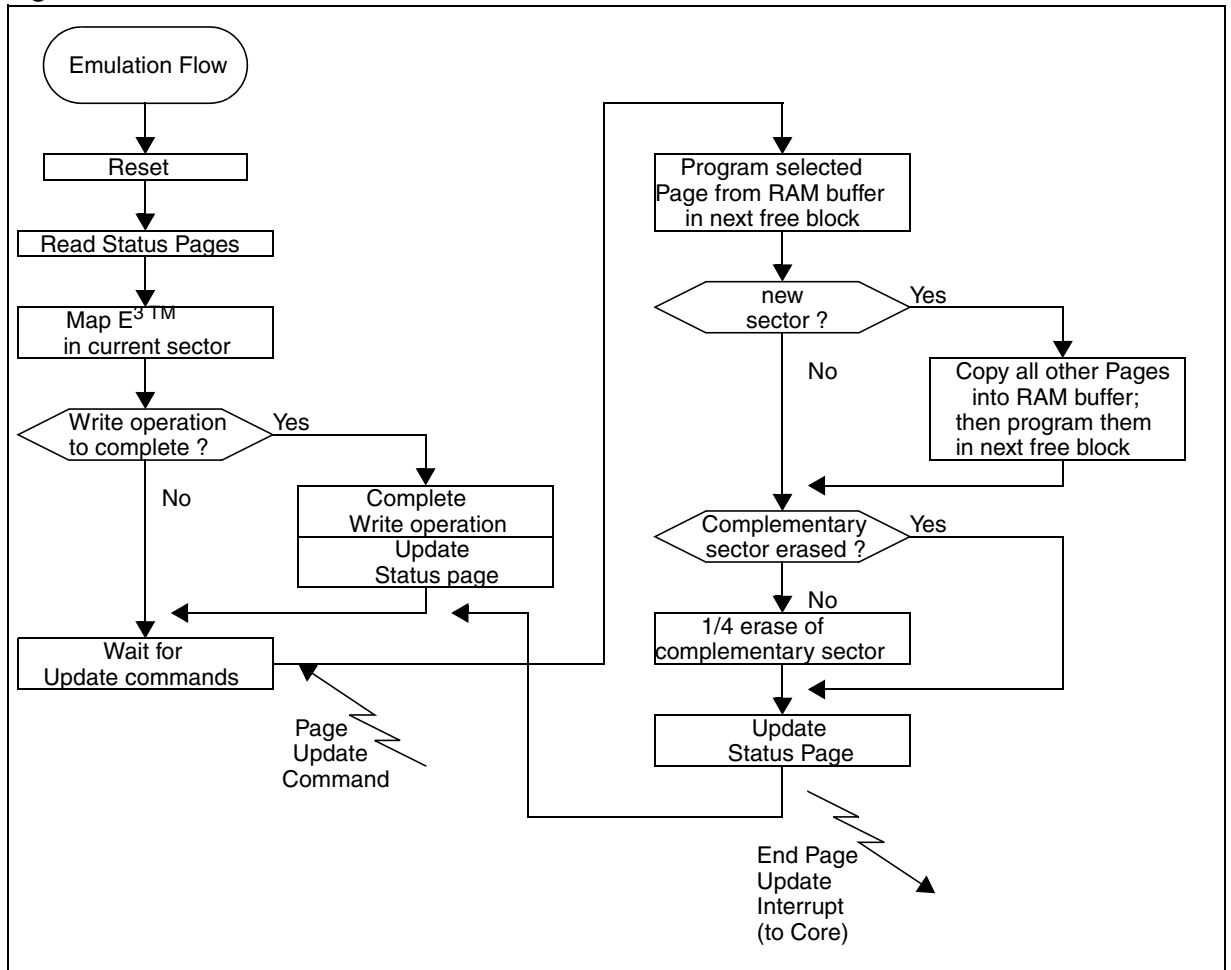 Emulation Flow
Reset
Read Status Pages
Map E3 TM
in current sector
Write operation
to complete ?
Yes
No
Complete
Write operation
Update
Status page
Wait for
Update commands
Page
Update
Command
Program selected
Page from RAM buffer
in next free block
new
sector ?
Yes
No
Copy all other Pages
into RAM buffer;
then program them
in next free block
Complementary
sector erased ?
Yes
No
1/4 erase of
complementary sector
Update
Status Page
End Page
Update
Interrupt
(to Core)